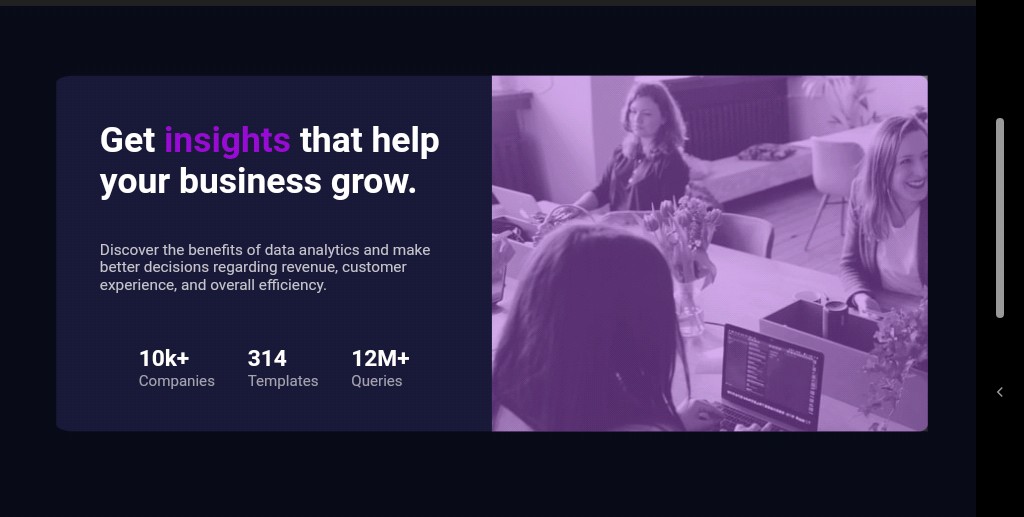 Get insights that help
your business grow.
Discover the benefits of data analytics and make
better decisions regarding revenue, customer
experience, and overall efficiency.
10k+ 314 12M+
Companies Templates Queries